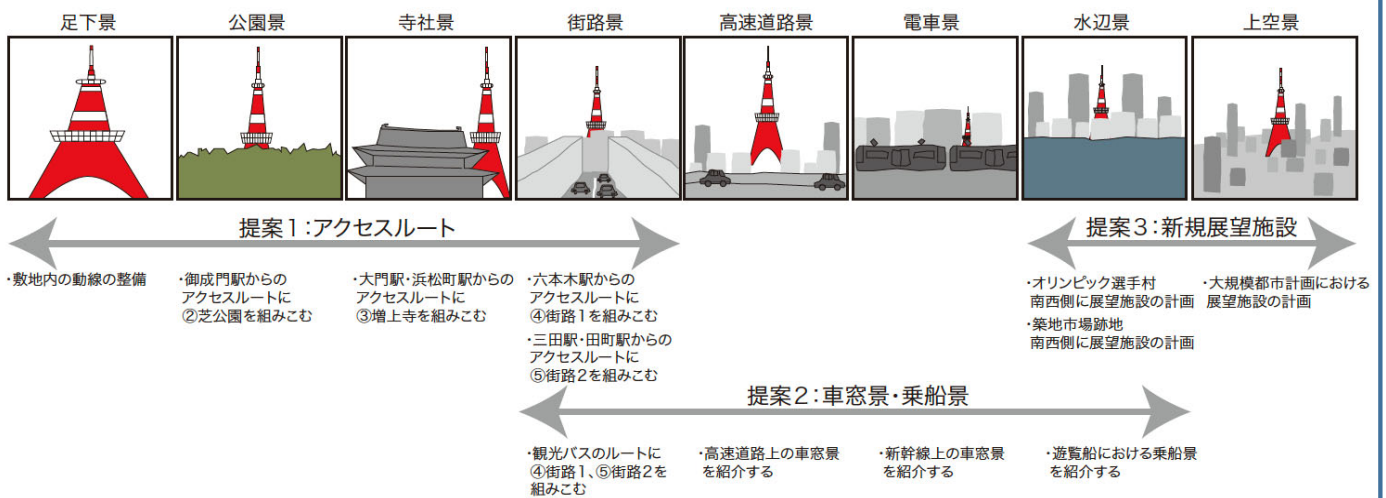 足下景
公園景
寺社景
街路景
高速道路景
電車景
水辺景
上空景
提案1：アクセスルート
提案3：新規展望施設
・敷地内の動線の整備
・御成門駅からの
アクセスルートに
②芝公園を組みこむ
・大門駅・浜松町駅からの
アクセスルートに
③増上寺を組みこむ
・六本木駅からの
アクセスルートに
④街路1を組みこむ
・三田駅・田町駅からの
アクセスルートに
⑤街路2を組みこむ
・オリンピック選手村
南西側に展望施設の計画
・築地市場跡地
南西側に展望施設の計画
・大規模都市計画における
展望施設の計画
提案2：車窓景・乗船景
・観光バスのルートに
④街路1、⑤街路2を
組みこむ
・高速道路上の車窓景
を紹介する
・新幹線上の車窓景
を紹介する
・遊覧船における乗船景
を紹介する